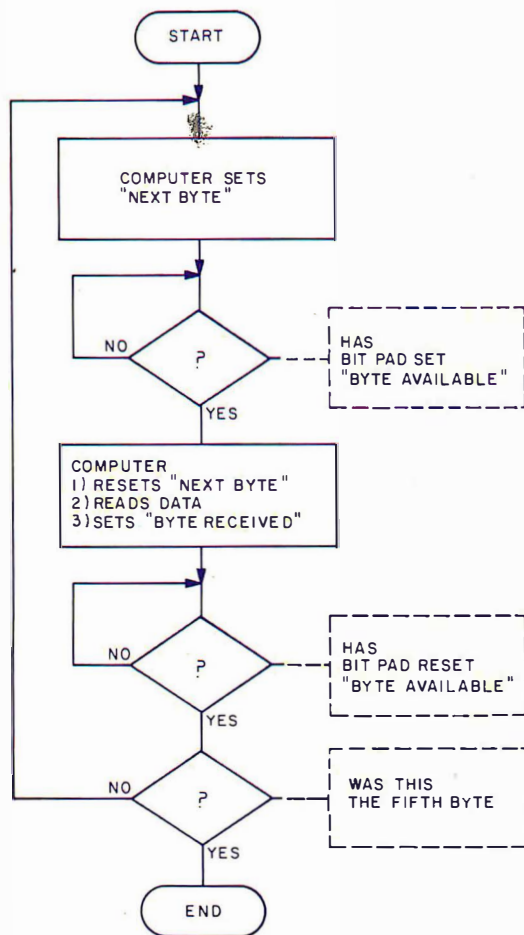 START
COMPUTER SETS
"NEXT BYTE"
NO
?
YES
HAS
BIT PAD SET
"BYTE AVAILABLE"
COMPUTER
1) RESETS "NEXT BYTE"
2) READS DATA
3) SETS "BYTE RECEIVED"
NO
?
YES
HAS
BIT PAD RESET
"BYTE AVAILABLE"
NO
?
YES
WAS THIS
THE FIFTH BYTE
END